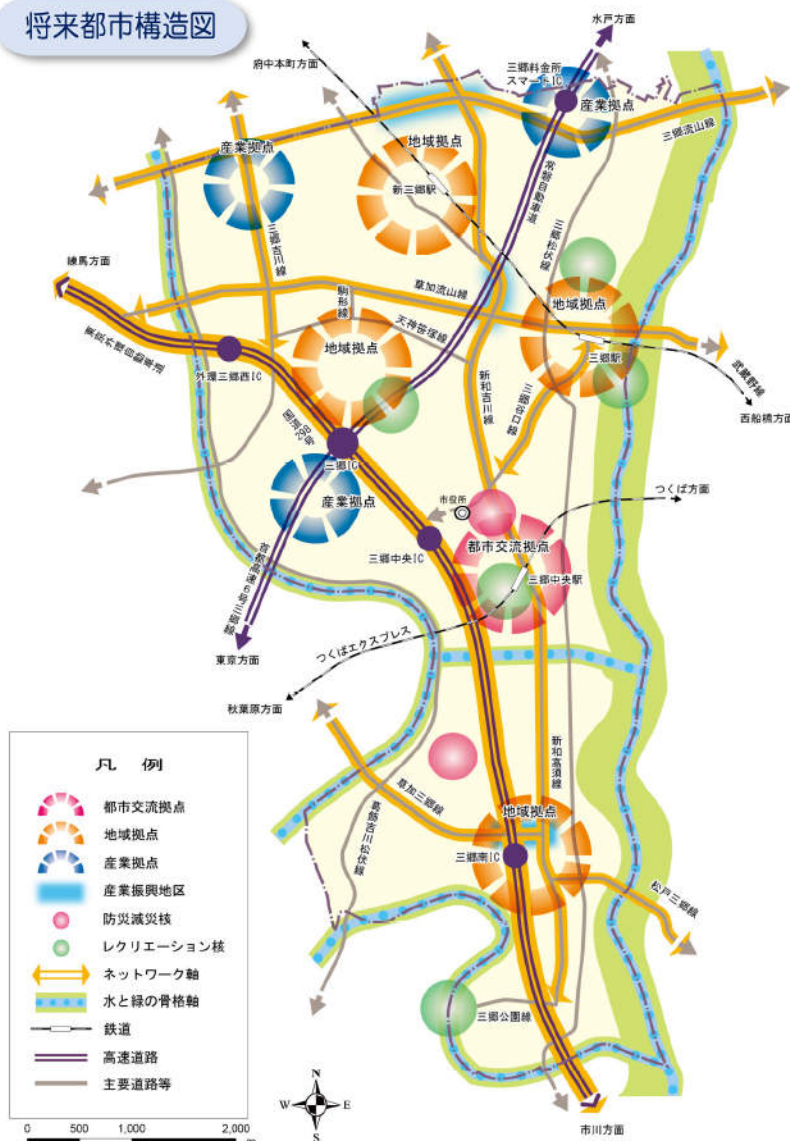 将来都市構造図
水戸方面
府中本町方面
三郷料金所
スマートIC
産業拠点
三郷流山線
産業拠点
地域拠点
新三郷駅
常磐自動車道
三郷松伏線
三郷吉川線
練馬方面
駒形線
草加流山線
地域拠点
天神笹塚線
地域拠点
三郷駅
東京外環自動車道
外環三郷西IC
武蔵野線
西船橋方面
新和吉川線
国道298号
三郷IC
産業拠点
市役所
つくば方面
都市交流拠点
三郷中央IC
三郷中央駅
首都高速6号三郷線
つくばエクスプレス
東京方面
秋葉原方面
新和高須線
草加三郷線
葛飾吉川松伏線
地域拠点
三郷南IC
松戸三郷線
三郷公園線
市川方面
凡 例
都市交流拠点
地域拠点
産業拠点
産業振興地区
防災減災核
レクリエーション核
ネットワーク軸
水と緑の骨格軸
鉄道
高速道路
主要道路等
0 500 1,000 2,000
N
W E
S